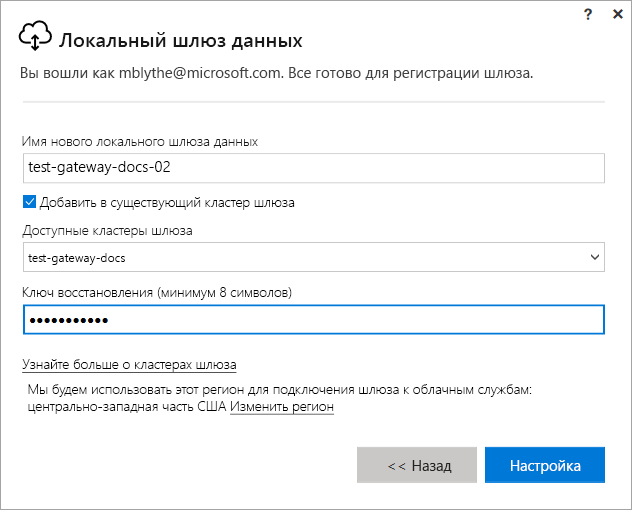 ? ×
Локальный шлюз данных
Вы вошли как mblythe@microsoft.com. Все готово для регистрации шлюза.
Имя нового локального шлюза данных
test-gateway-docs-02
Добавить в существующий кластер шлюза
Доступные кластеры шлюза
test-gateway-docs
Ключ восстановления (минимум 8 символов)
•••••••••••
Узнайте больше о кластерах шлюза
Мы будем использовать этот регион для подключения шлюза к облачным службам:
центрально-западная часть США Изменить регион
<< Назад Настройка